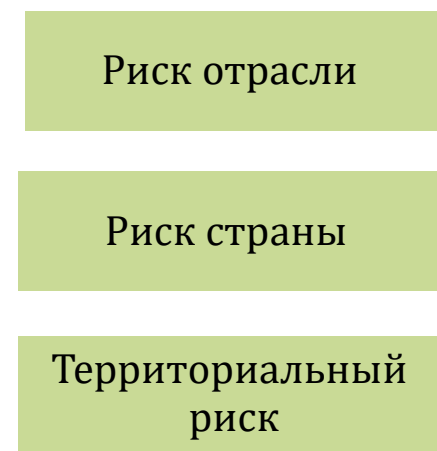 Риск отрасли
Риск страны
Территориальный
риск